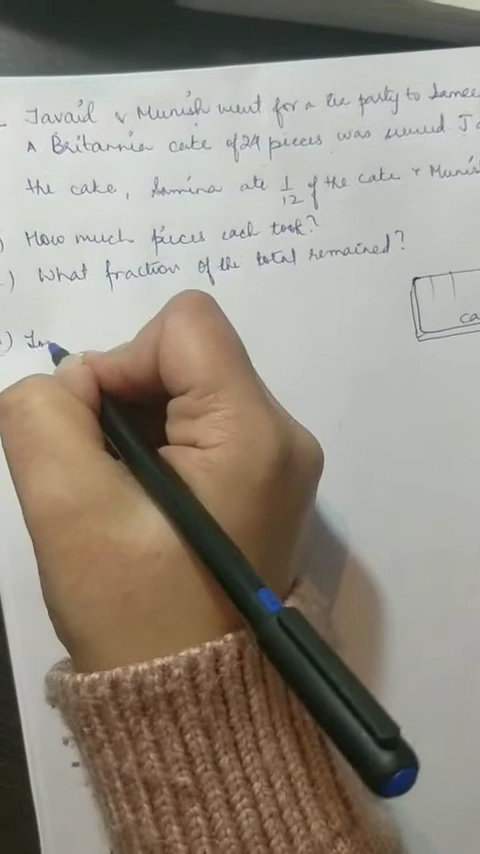 Javaid & Munish went for a tea party to
A Britannia cake of 24 pieces was served
the cake, Samina ate 1/12 of the cake & Munish
) How much pieces each took?
) What fraction of the total remained?
ca
)